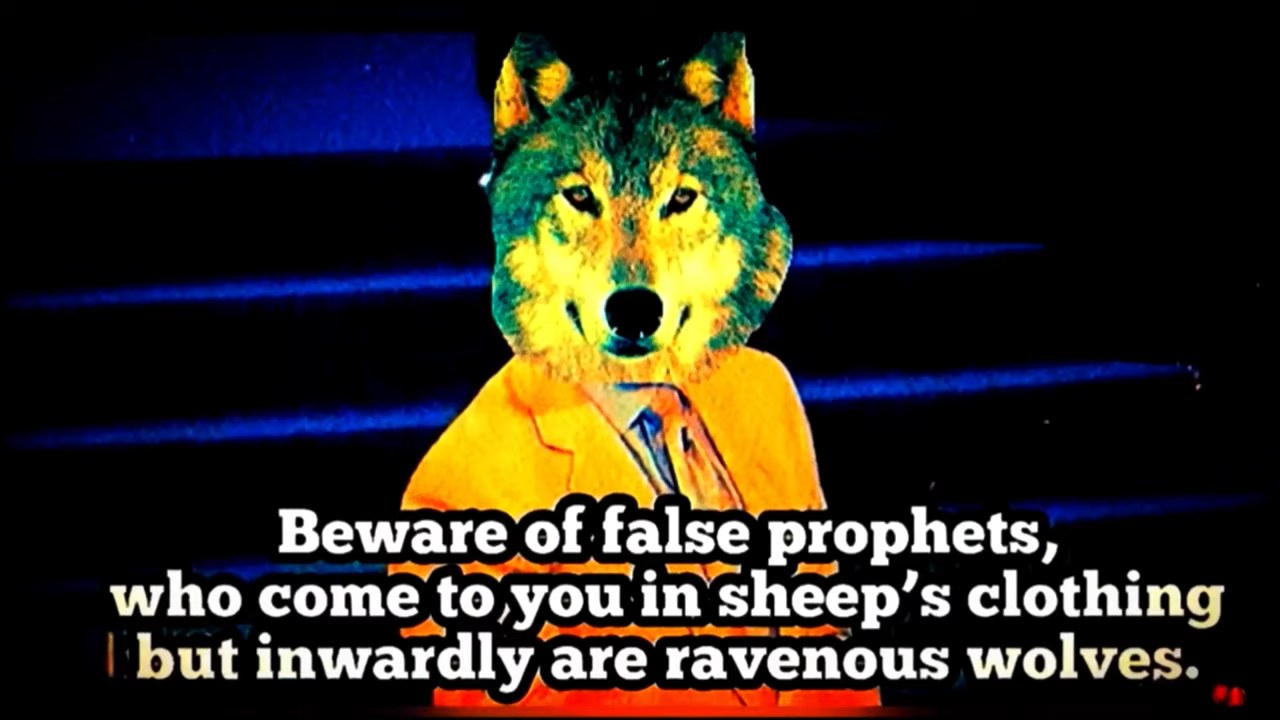 Beware of false prophets,
who come to you in sheep’s clothing
but inwardly are ravenous wolves.